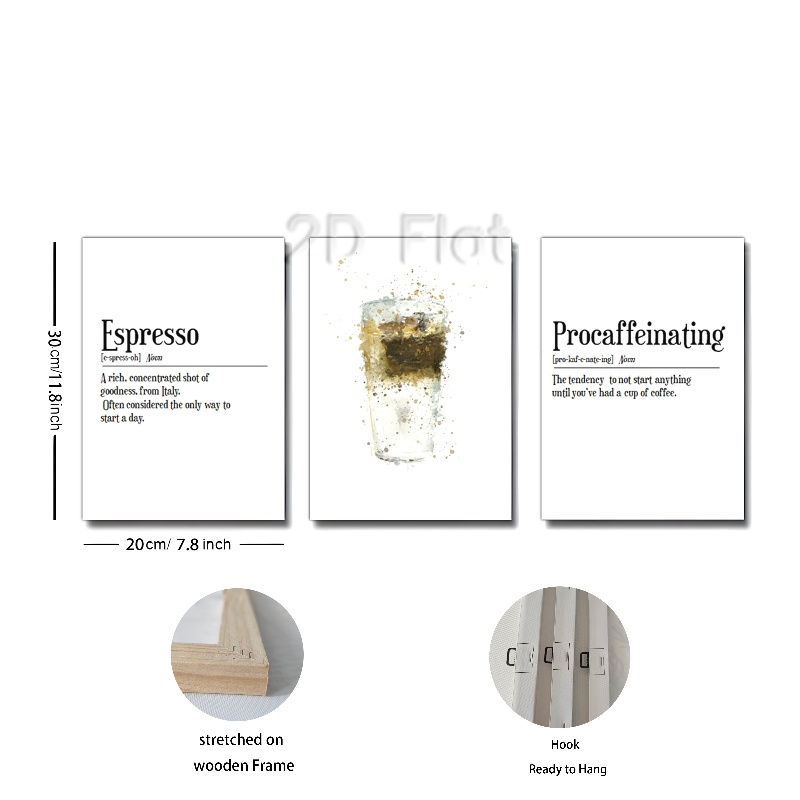 2D Flat
Espresso
[e-spress-oh] Noun
A rich, concentrated shot of
goodness, from Italy.
Often considered the only way to
start a day.
Procaffeinating
[pro-kaf-e-nate-ing] Noun
The tendency to not start anything
until you've had a cup of coffee.
30cm/11.8inch
20cm/ 7.8 inch
stretched on
wooden Frame
Hook
Ready to Hang